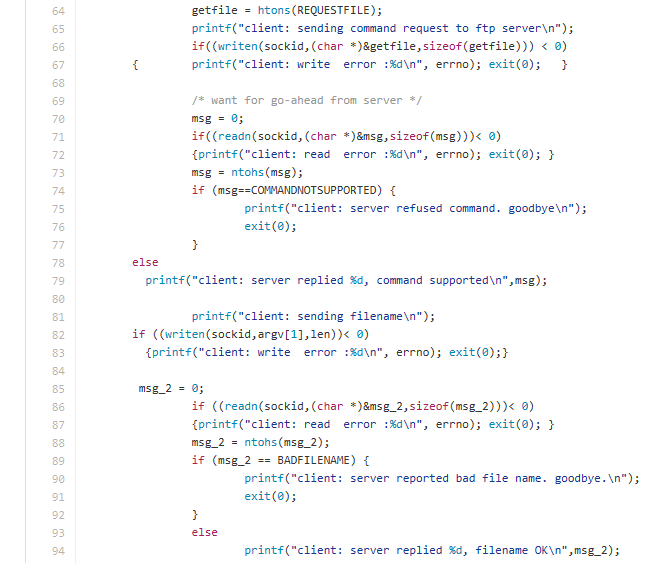 64 getfile = htons(REQUESTFILE);
65 printf("client: sending command request to ftp server\n");
66 if((writen(sockid,(char *)&getfile,sizeof(getfile))) < 0)
67 { printf("client: write  error :%d\n", errno); exit(0);   }
68
69 /* want for go-ahead from server */
70 msg = 0;
71 if((readn(sockid,(char *)&msg,sizeof(msg)))< 0)
72 {printf("client: read  error :%d\n", errno); exit(0); }
73 msg = ntohs(msg);
74 if (msg==COMMANDNOTSUPPORTED) {
75 printf("client: server refused command. goodbye\n");
76 exit(0);
77 }
78 else
79 printf("client: server replied %d, command supported\n",msg);
80
81 printf("client: sending filename\n");
82 if ((writen(sockid,argv[1],len))< 0)
83 {printf("client: write  error :%d\n", errno); exit(0);}
84
85 msg_2 = 0;
86 if ((readn(sockid,(char *)&msg_2,sizeof(msg_2)))< 0)
87 {printf("client: read  error :%d\n", errno); exit(0); }
88 msg_2 = ntohs(msg_2);
89 if (msg_2 == BADFILENAME) {
90 printf("client: server reported bad file name. goodbye.\n");
91 exit(0);
92 }
93 else
94 printf("client: server replied %d, filename OK\n",msg_2);